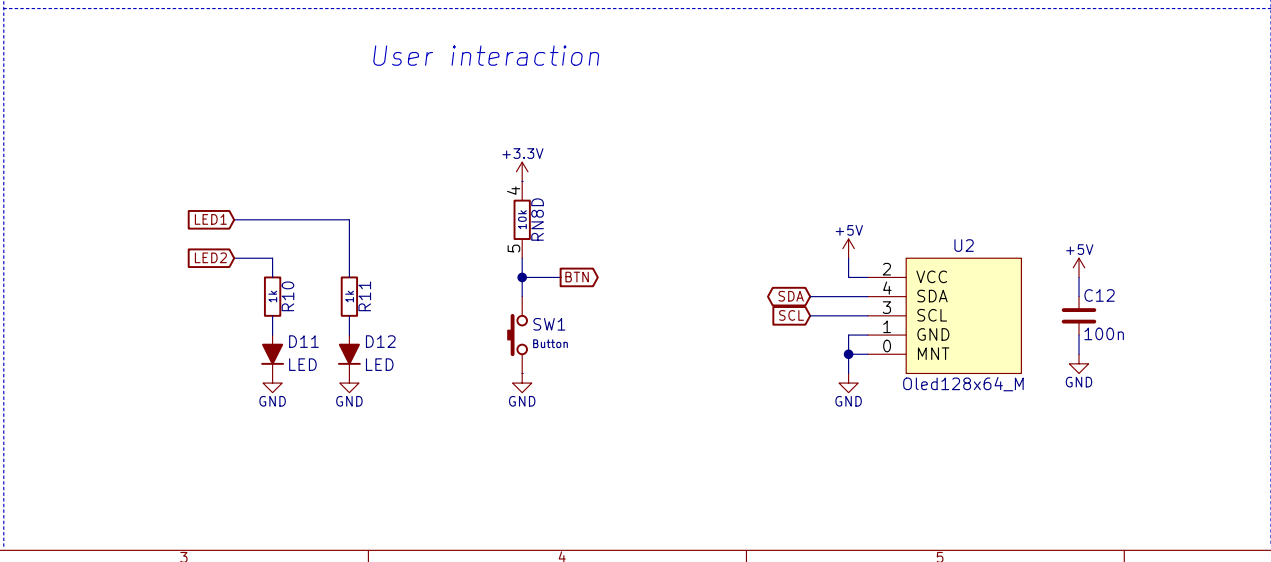 User interaction
LED1
LED2
1k
R10
1k
R11
D11
LED
D12
LED
GND
GND
+3.3V
4
10k
RN8D
5
BTN
SW1
Button
GND
+5V
U2
2 VCC
SDA 4 SDA
SCL 3 SCL
1 GND
0 MNT
Oled128x64_M
GND
+5V
C12
100n
GND
3 4 5